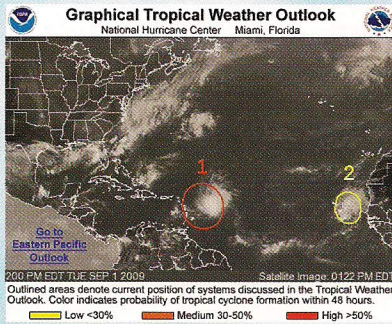 Graphical Tropical Weather Outlook
National Hurricane Center Miami, Florida
1
2
Go to
Eastern Pacific
Outlook
200 PM EDT TUE SEP 1 2009
Satellite Image: 0122 PM EDT
Outlined areas denote current position of systems discussed in the Tropical Weather
Outlook. Color indicates probability of tropical cyclone formation within 48 hours.
Low <30% Medium 30-50% High >50%